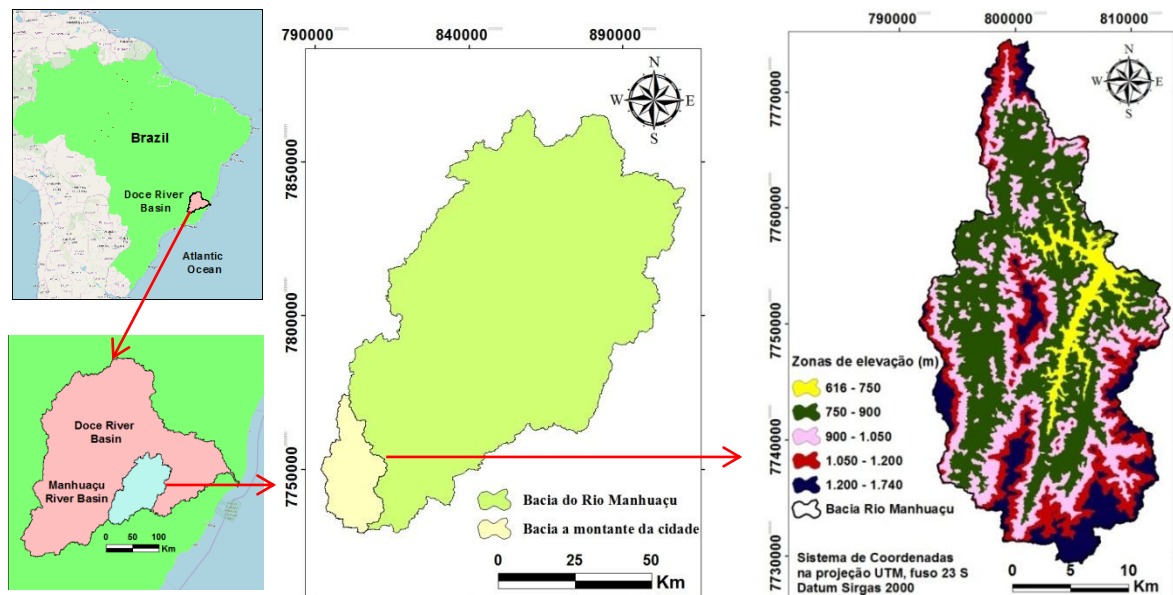 Brazil
Doce River
Basin
Atlantic
Ocean
Doce River
Basin
Manhuaçu
River Basin
0 50 100
Km
7790000 840000 890000
7850000
7800000
7750000
N
W E
S
Bacia do Rio Manhuaçu
Bacia a montante da cidade
0 25 50
Km
790000 800000 810000
7770000
7760000
7750000
7740000
7730000
N
W E
S
Zonas de elevação (m)
616 - 750
750 - 900
900 - 1.050
1.050 - 1.200
1.200 - 1.740
Bacia Rio Manhuaçu
Sistema de Coordenadas
na projeção UTM, fuso 23 S
Datum Sirgas 2000
0 5 10
Km